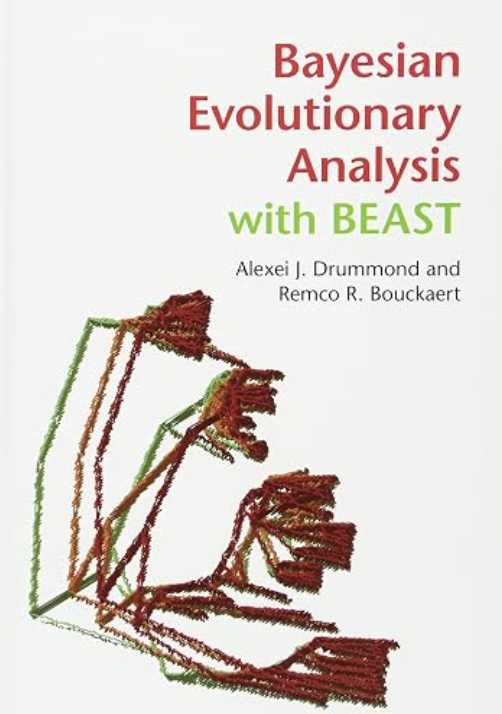 Bayesian
Evolutionary
Analysis
with BEAST
Alexei J. Drummond and
Remco R. Bouckaert